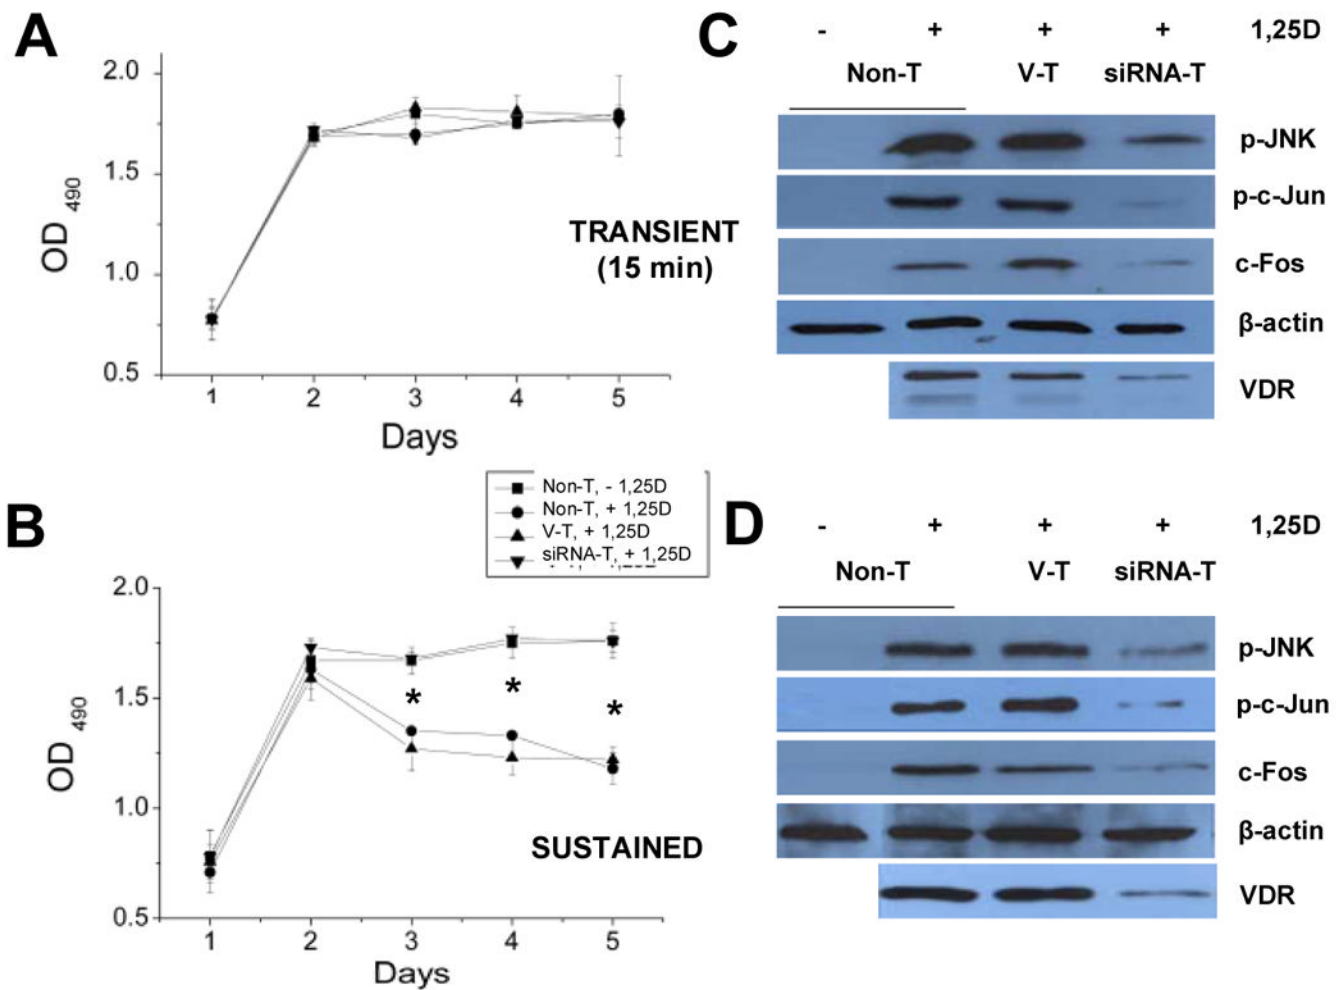 A
2.0
1.5
1.0
0.5
OD 490
TRANSIENT
(15 min)
1 2 3 4 5
Days
Non-T, - 1,25D
Non-T, + 1,25D
V-T, + 1,25D
siRNA-T, + 1,25D
B
2.0
1.5
1.0
0.5
OD 490
* * *
SUSTAINED
1 2 3 4 5
Days
C
- + + + 1,25D
Non-T V-T siRNA-T
p-JNK
p-c-Jun
c-Fos
β-actin
VDR
D
- + + + 1,25D
Non-T V-T siRNA-T
p-JNK
p-c-Jun
c-Fos
β-actin
VDR